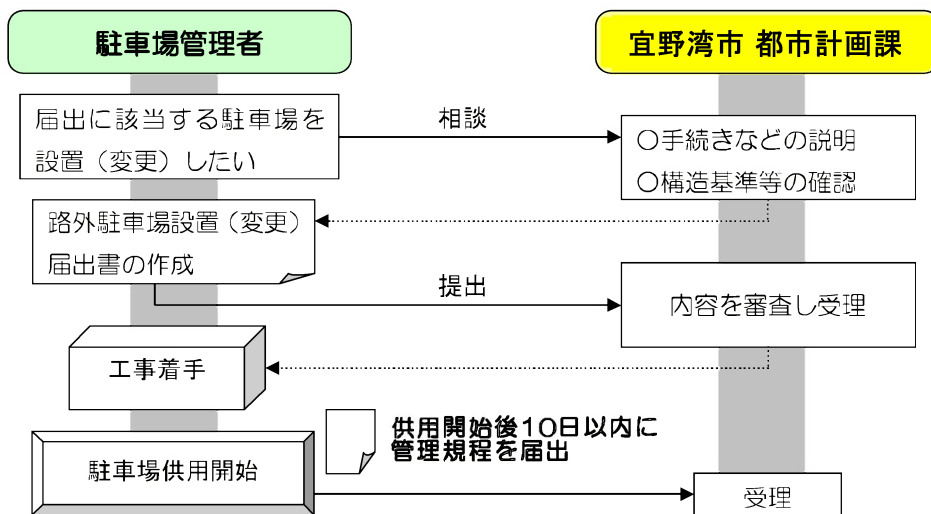 駐車場管理者
宜野湾市 都市計画課
届出に該当する駐車場を
設置（変更）したい
相談
○手続きなどの説明
○構造基準等の確認
路外駐車場設置（変更）
届出書の作成
提出
内容を審査し受理
工事着手
供用開始後10日以内に
管理規程を届出
駐車場供用開始
受理